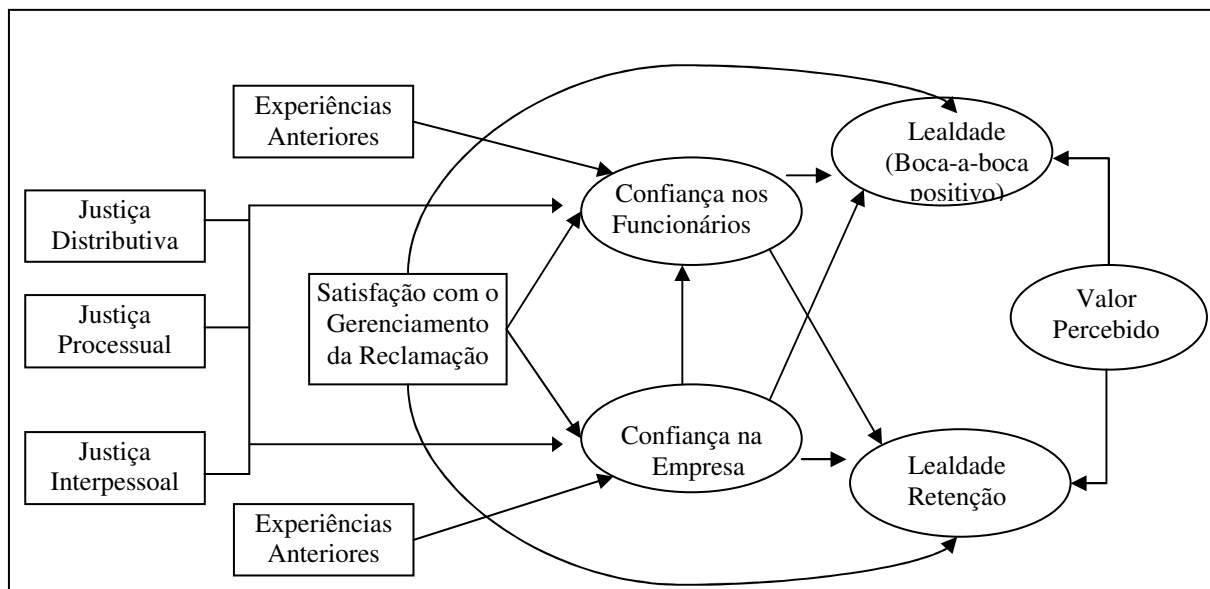 Experiências
Anteriores
Lealdade
(Boca-a-boca
positivo)
Confiança nos
Funcionários
Justiça
Distributiva
Satisfação com o
Gerenciamento
da Reclamação
Valor
Percebido
Justiça
Processual
Confiança na
Empresa
Justiça
Interpessoal
Lealdade
Retenção
Experiências
Anteriores